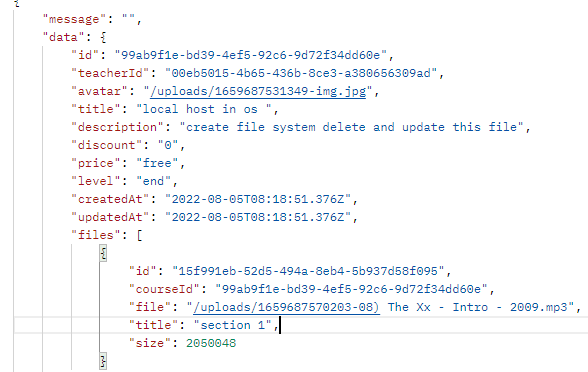 {
"message": "",
"data": {
"id": "99ab9f1e-bd39-4ef5-92c6-9d72f34dd60e",
"teacherId": "00eb5015-4b65-436b-8ce3-a380656309ad",
"avatar": "/uploads/1659687531349-img.jpg",
"title": "local host in os ",
"description": "create file system delete and update this file",
"discount": "0",
"price": "free",
"level": "end",
"createdAt": "2022-08-05T08:18:51.376Z",
"updatedAt": "2022-08-05T08:18:51.376Z",
"files": [
{
"id": "15f991eb-52d5-494a-8eb4-5b937d58f095",
"courseId": "99ab9f1e-bd39-4ef5-92c6-9d72f34dd60e",
"file": "/uploads/1659687570203-08) The Xx - Intro - 2009.mp3",
"title": "section 1",
"size": 2050048
}